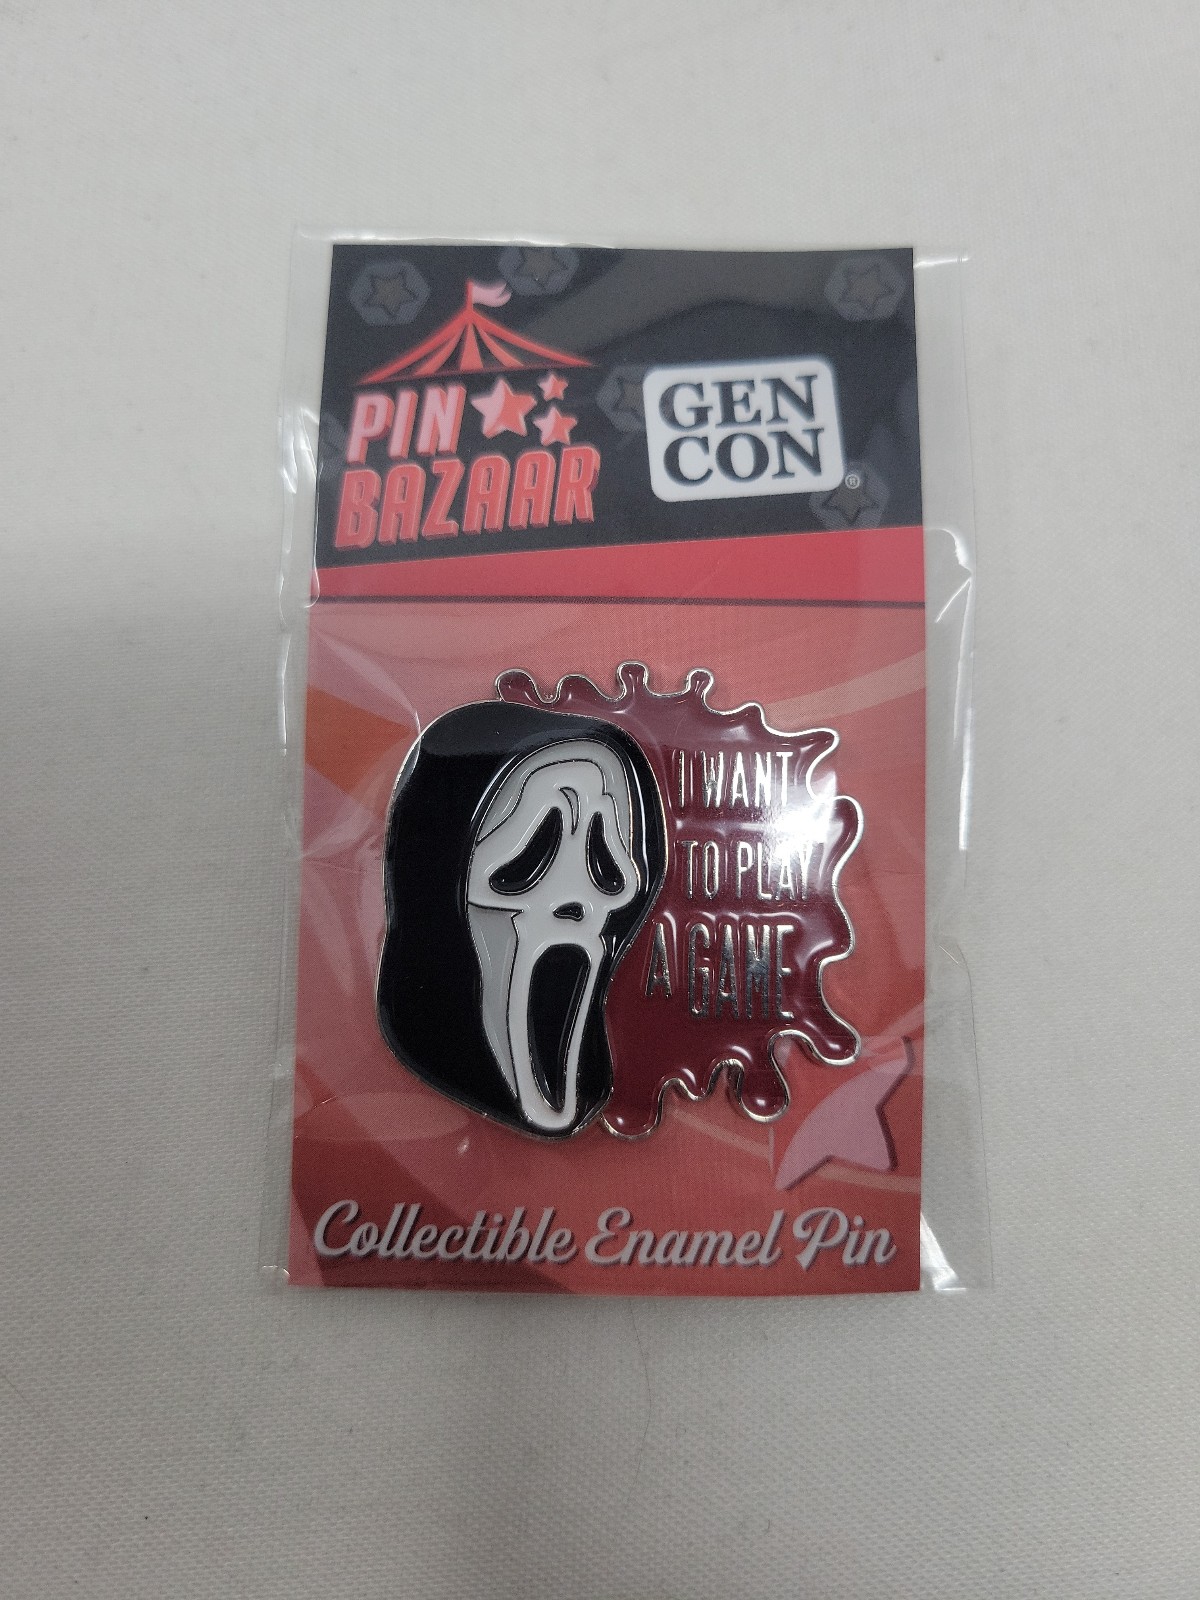 PIN
BAZAAR
GEN
CON
®
I WANT
TO PLAY
A GAME
Collectible Enamel Pin